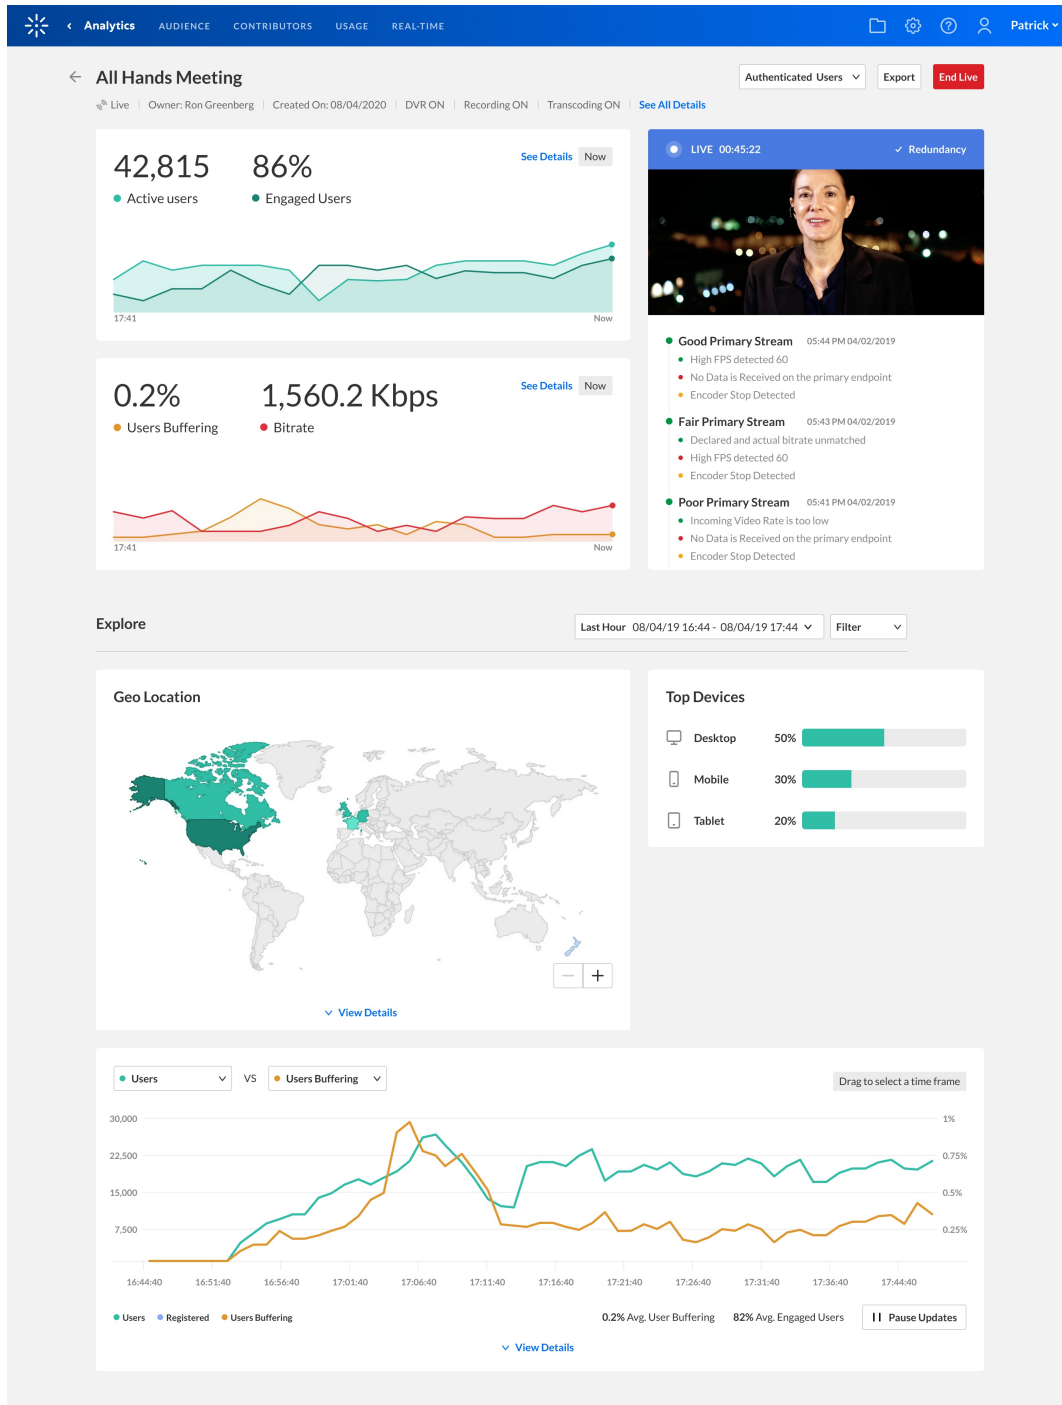 Analytics AUDIENCE CONTRIBUTORS USAGE REAL-TIME Patrick
All Hands Meeting
Authenticated Users Export End Live
Live Owner: Ron Greenberg Created On: 08/04/2020 DVR ON Recording ON Transcoding ON See All Details
42,815 86%
Active users Engaged Users
See Details Now
17:41 Now
0.2% 1,560.2 Kbps
Users Buffering Bitrate
See Details Now
17:41 Now
LIVE 00:45:22 Redundancy
Good Primary Stream 05:44 PM 04/02/2019
High FPS detected 60
No Data is Received on the primary endpoint
Encoder Stop Detected
Fair Primary Stream 05:43 PM 04/02/2019
Declared and actual bitrate unmatched
High FPS detected 60
Encoder Stop Detected
Poor Primary Stream 05:41 PM 04/02/2019
Incoming Video Rate is too low
No Data is Received on the primary endpoint
Encoder Stop Detected
Explore
Last Hour 08/04/19 16:44 - 08/04/19 17:44 Filter
Geo Location
View Details
Top Devices
Desktop 50%
Mobile 30%
Tablet 20%
Users VS Users Buffering
Drag to select a time frame
30,000 1%
22,500 0.75%
15,000 0.5%
7,500 0.25%
16:44:40 16:51:40 16:56:40 17:01:40 17:06:40 17:11:40 17:16:40 17:21:40 17:26:40 17:31:40 17:36:40 17:44:40
Users Registered Users Buffering
0.2% Avg. User Buffering 82% Avg. Engaged Users Pause Updates
View Details